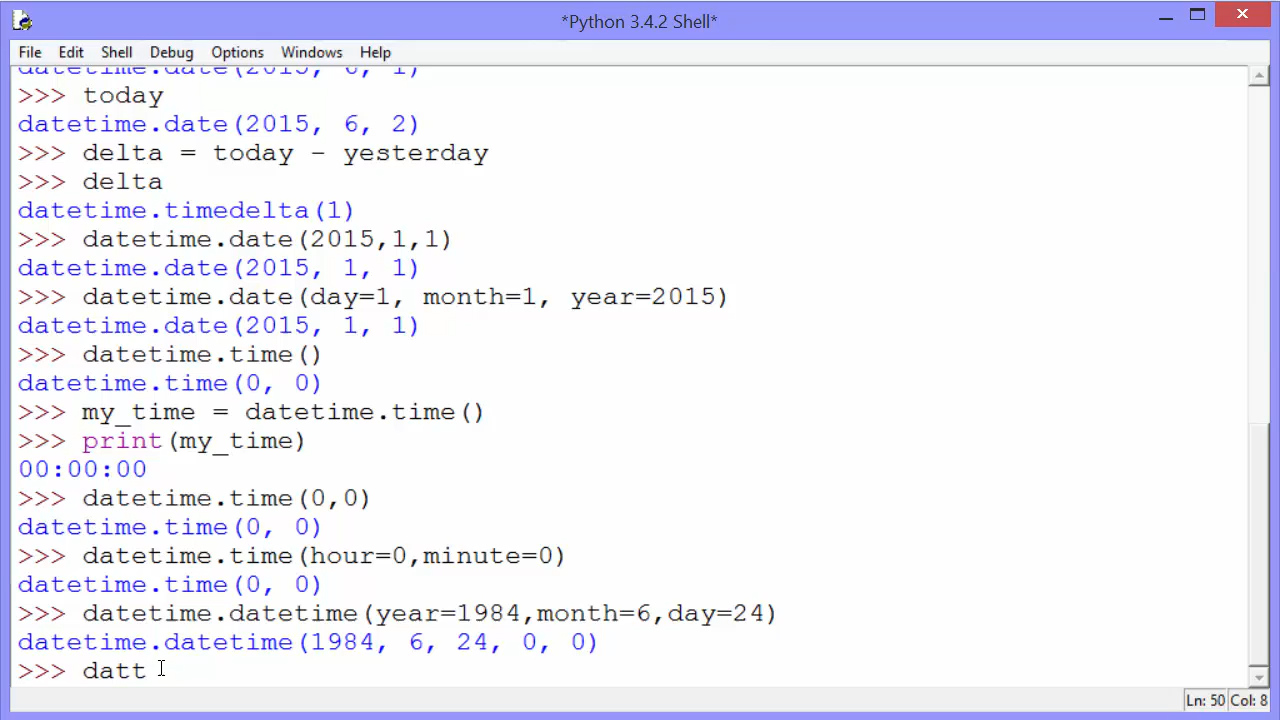 *Python 3.4.2 Shell*
File Edit Shell Debug Options Windows Help
datetime.date(2015, 6, 1)
>>> today
datetime.date(2015, 6, 2)
>>> delta = today - yesterday
>>> delta
datetime.timedelta(1)
>>> datetime.date(2015,1,1)
datetime.date(2015, 1, 1)
>>> datetime.date(day=1, month=1, year=2015)
datetime.date(2015, 1, 1)
>>> datetime.time()
datetime.time(0, 0)
>>> my_time = datetime.time()
>>> print(my_time)
00:00:00
>>> datetime.time(0,0)
datetime.time(0, 0)
>>> datetime.time(hour=0,minute=0)
datetime.time(0, 0)
>>> datetime.datetime(year=1984,month=6,day=24)
datetime.datetime(1984, 6, 24, 0, 0)
>>> datt
Ln: 50 Col: 8